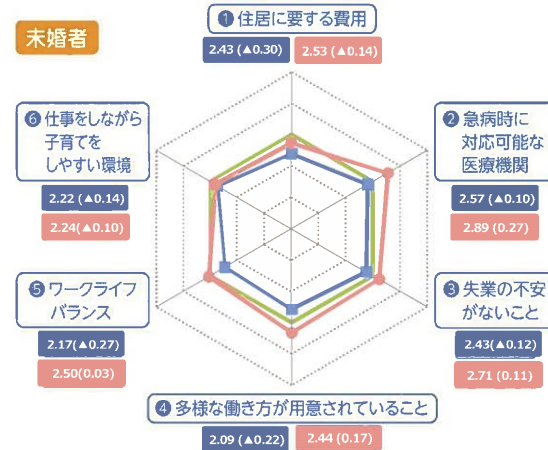 未婚者
❶ 住居に要する費用
2.43 (▲0.30) 2.53 (▲0.14)
❷ 急病時に
対応可能な
医療機関
2.57 (▲0.10)
2.89 (0.27)
❸ 失業の不安
がないこと
2.43(▲0.12)
2.71 (0.11)
❹ 多様な働き方が用意されていること
2.09 (▲0.22) 2.44 (0.17)
❺ ワークライフ
バランス
2.17(▲0.27)
2.50(0.03)
❻ 仕事をしながら
子育てを
しやすい環境
2.22 (▲0.14)
2.24(▲0.10)